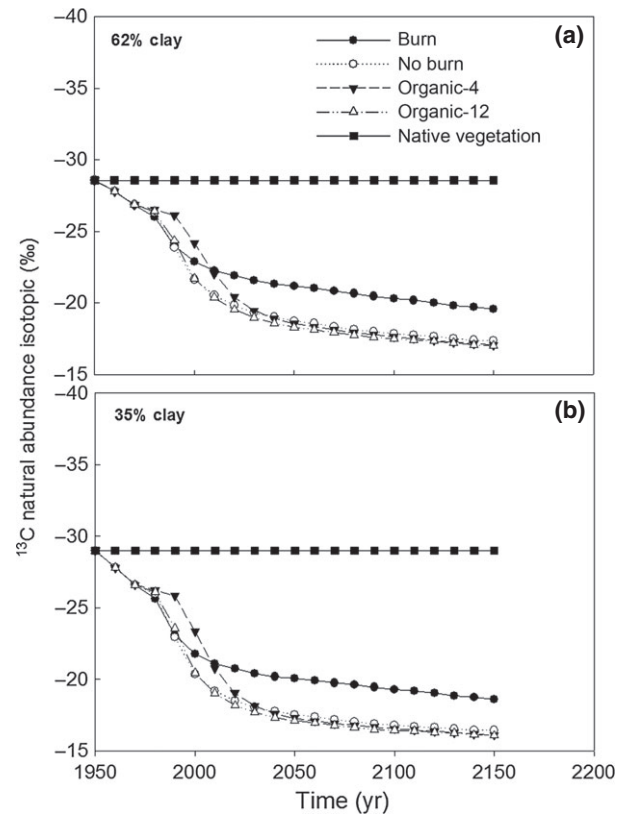 −40
62% clay
(a)
Burn
No burn
Organic-4
Organic-12
Native vegetation
−35
−30
−25
−20
−15
¹³C natural abundance isotopic (‰)
−40
35% clay
(b)
−35
−30
−25
−20
−15
1950 2000 2050 2100 2150 2200
Time (yr)